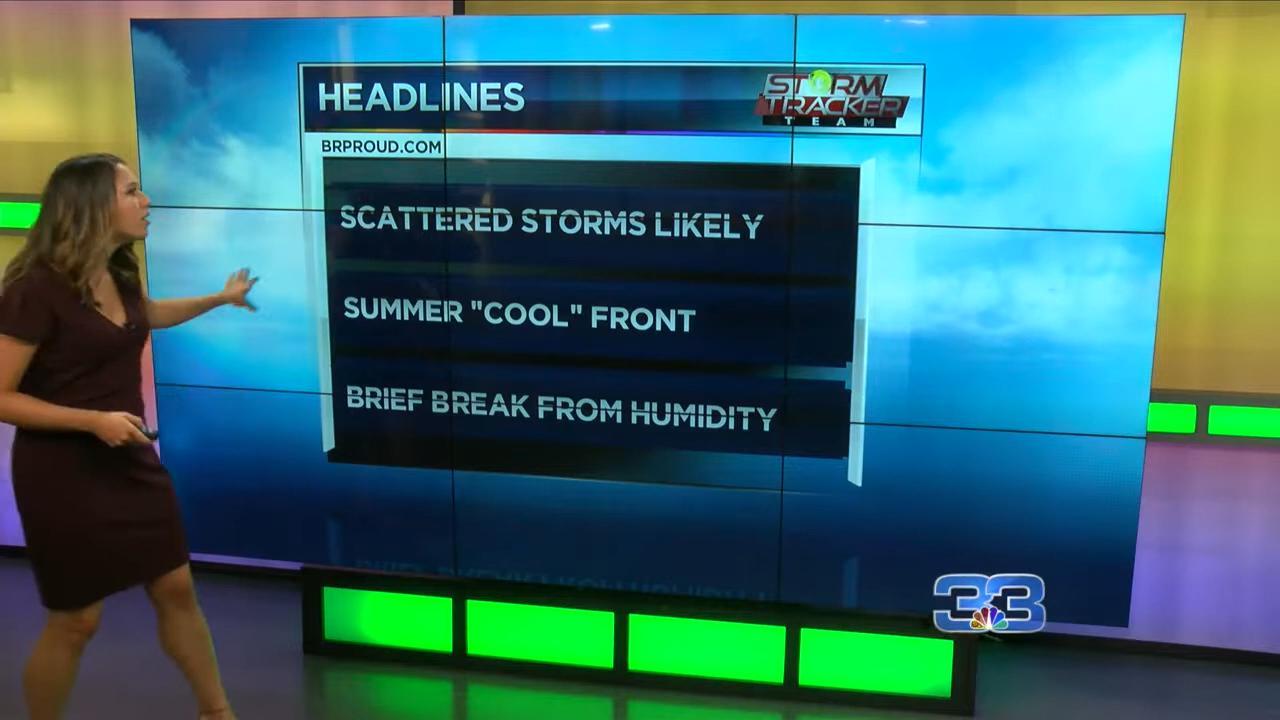 HEADLINES
STORM
TRACKER
TEAM
BRPROUD.COM
SCATTERED STORMS LIKELY
SUMMER "COOL" FRONT
BRIEF BREAK FROM HUMIDITY
33